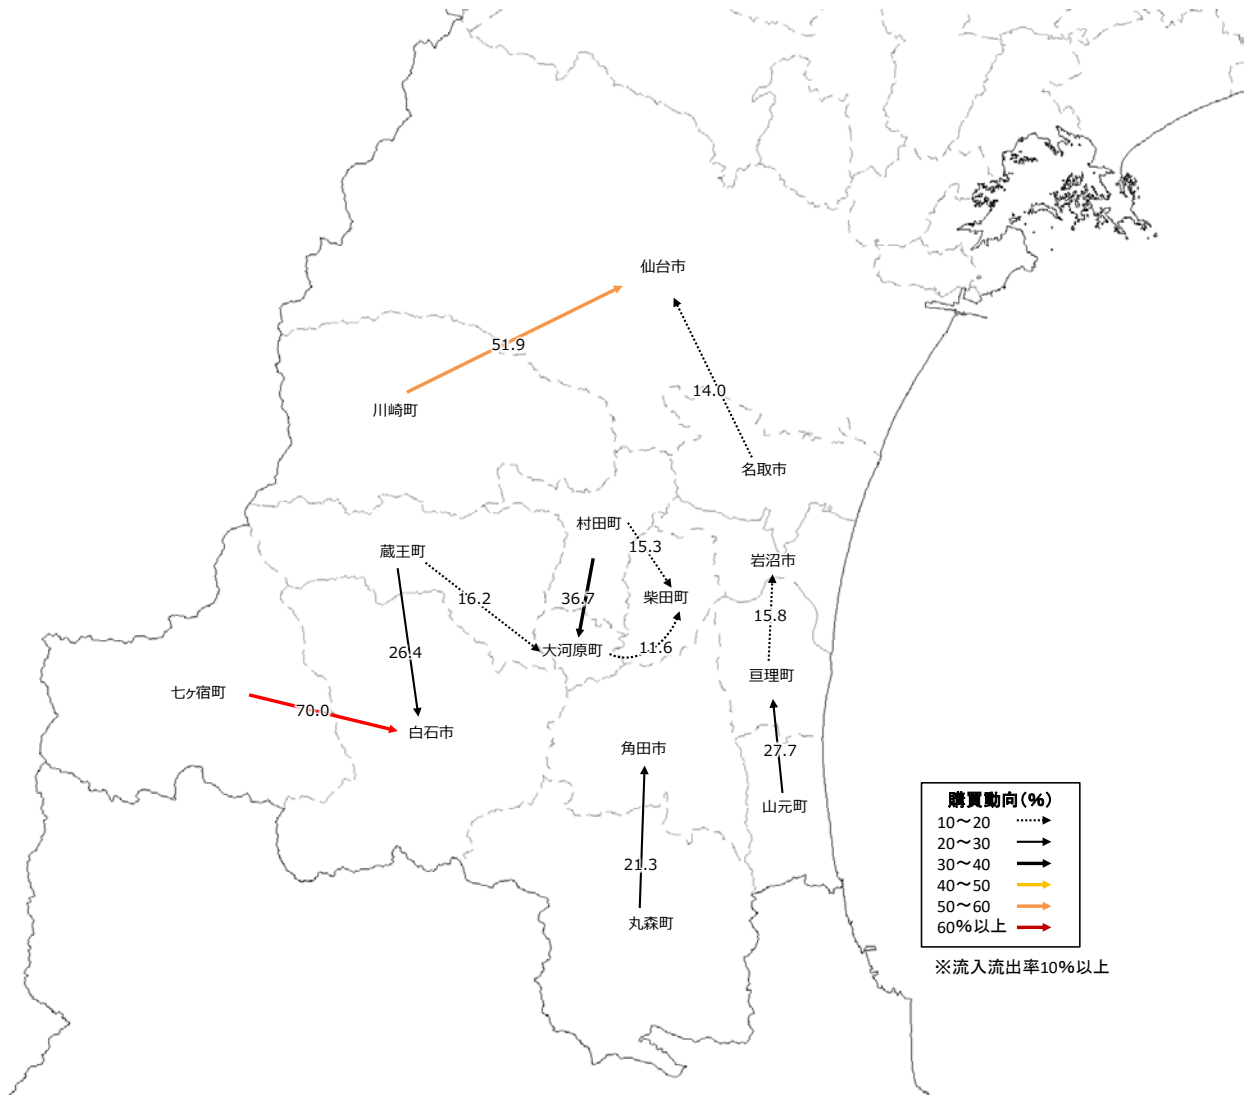 仙台市
51.9
川崎町
14.0
名取市
村田町
蔵王町
15.3
岩沼市
16.2
36.7
柴田町
15.8
大河原町
11.6
26.4
亘理町
七ヶ宿町
70.0
白石市
角田市
27.7
山元町
21.3
丸森町
購買動向(%)
10～20
20～30
30～40
40～50
50～60
60%以上
※流入流出率10%以上